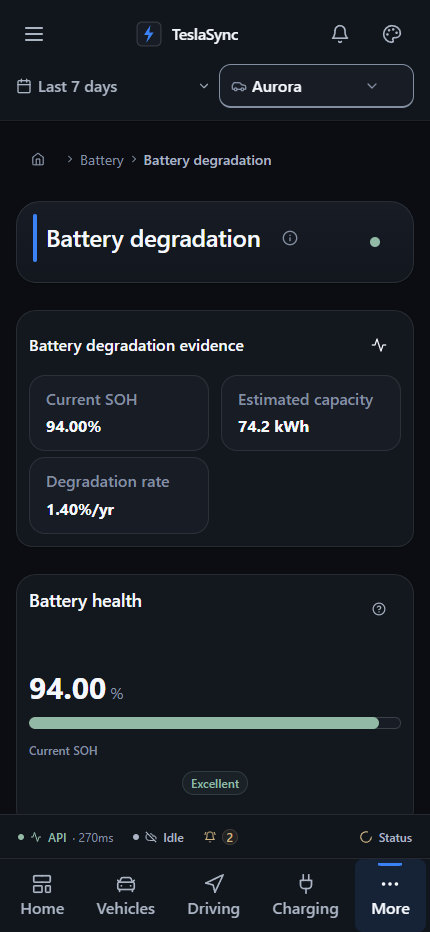 TeslaSync
Last 7 days
Aurora
Battery
Battery degradation
Battery degradation
Battery degradation evidence
Current SOH
94.00%
Estimated capacity
74.2 kWh
Degradation rate
1.40%/yr
Battery health
94.00 %
Current SOH
Excellent
API · 270ms
Idle
2
Status
Home
Vehicles
Driving
Charging
More